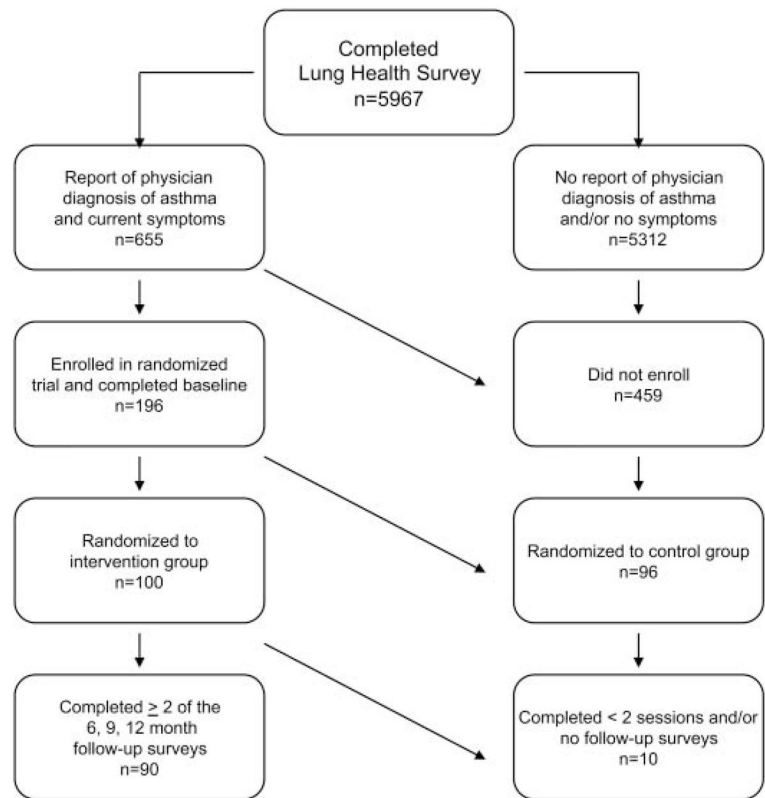 Completed
Lung Health Survey
n=5967
Report of physician
diagnosis of asthma
and current symptoms
n=655
No report of physician
diagnosis of asthma
and/or no symptoms
n=5312
Enrolled in randomized
trial and completed baseline
n=196
Did not enroll
n=459
Randomized to
intervention group
n=100
Randomized to control group
n=96
Completed ≥ 2 of the
6, 9, 12 month
follow-up surveys
n=90
Completed < 2 sessions and/or
no follow-up surveys
n=10